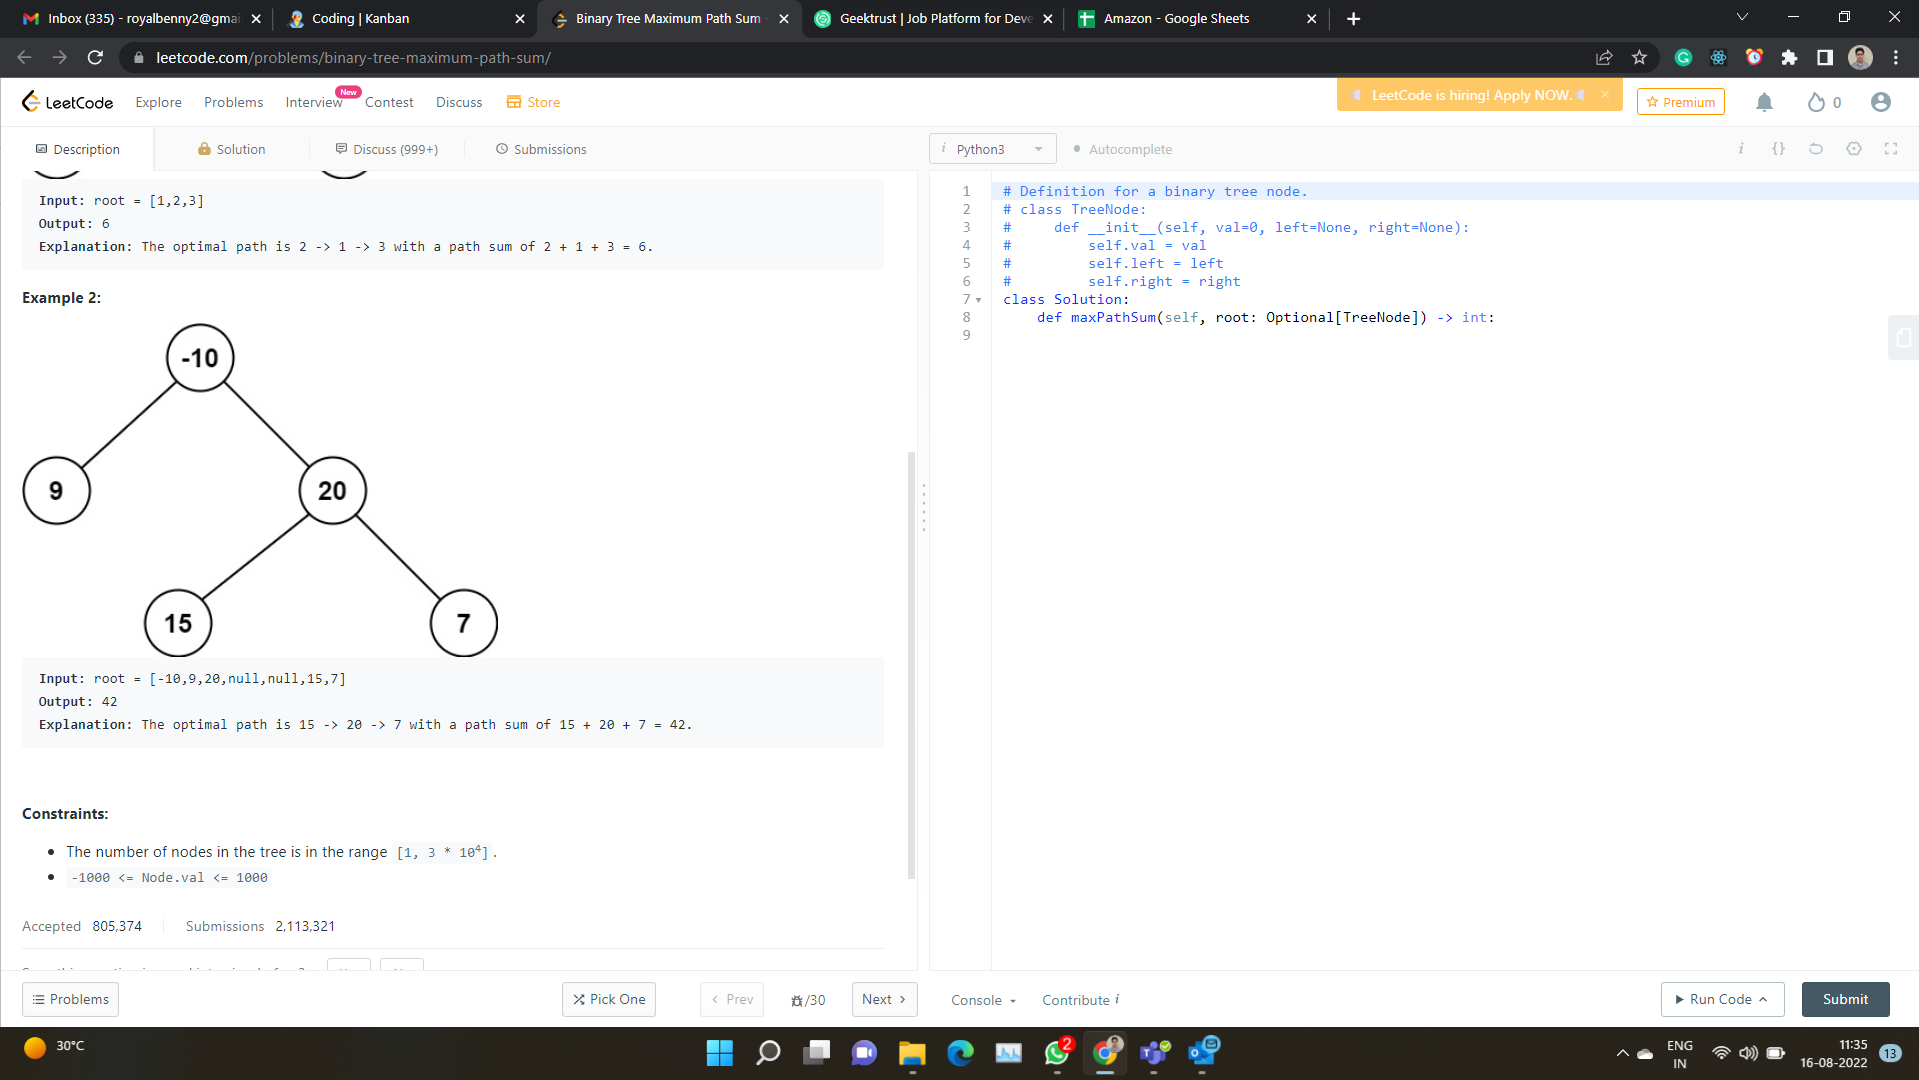 Inbox (335) - royalbenny2@gmai
Coding | Kanban
Binary Tree Maximum Path Sum -
Geektrust | Job Platform for Deve
Amazon - Google Sheets
leetcode.com/problems/binary-tree-maximum-path-sum/
LeetCode
Explore
Problems
Interview
New
Contest
Discuss
Store
LeetCode is hiring! Apply NOW.
Premium
0
Description
Solution
Discuss (999+)
Submissions
i Python3
Autocomplete
i
{}
Input: root = [1,2,3]
Output: 6
Explanation: The optimal path is 2 -> 1 -> 3 with a path sum of 2 + 1 + 3 = 6.
Example 2:
-10
9
20
15
7
Input: root = [-10,9,20,null,null,15,7]
Output: 42
Explanation: The optimal path is 15 -> 20 -> 7 with a path sum of 15 + 20 + 7 = 42.
Constraints:
The number of nodes in the tree is in the range [1, 3 * 10⁴].
-1000 <= Node.val <= 1000
Accepted 805,374
Submissions 2,113,321
1 # Definition for a binary tree node.
2 # class TreeNode:
3 #     def __init__(self, val=0, left=None, right=None):
4 #         self.val = val
5 #         self.left = left
6 #         self.right = right
7 class Solution:
8     def maxPathSum(self, root: Optional[TreeNode]) -> int:
9
Problems
Pick One
Prev
/30
Next
Console
Contribute i
Run Code
Submit
30°C
2
ENG
IN
11:35
16-08-2022
13